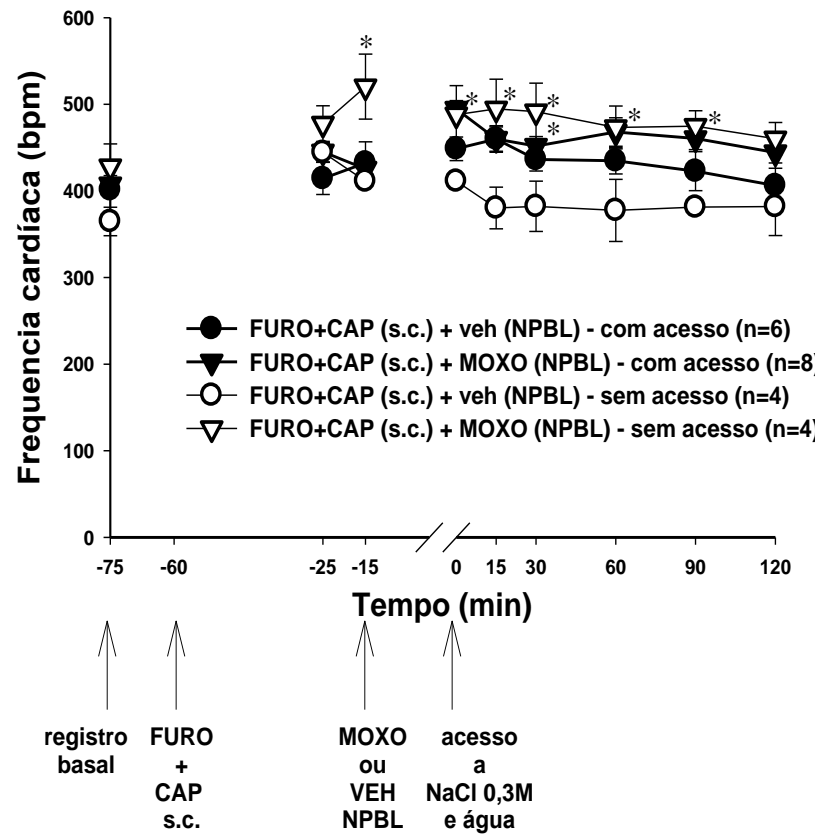 600
500
400
300
200
100
0
Frequencia cardíaca (bpm)
*
* * * * *
*
FURO+CAP (s.c.) + veh (NPBL) - com acesso (n=6)
FURO+CAP (s.c.) + MOXO (NPBL) - com acesso (n=8)
FURO+CAP (s.c.) + veh (NPBL) - sem acesso (n=4)
FURO+CAP (s.c.) + MOXO (NPBL) - sem acesso (n=4)
-75 -60 -25 -15 0 15 30 60 90 120
Tempo (min)
registro FURO MOXO acesso
basal + ou a
CAP VEH NaCl 0,3M
s.c. NPBL e água